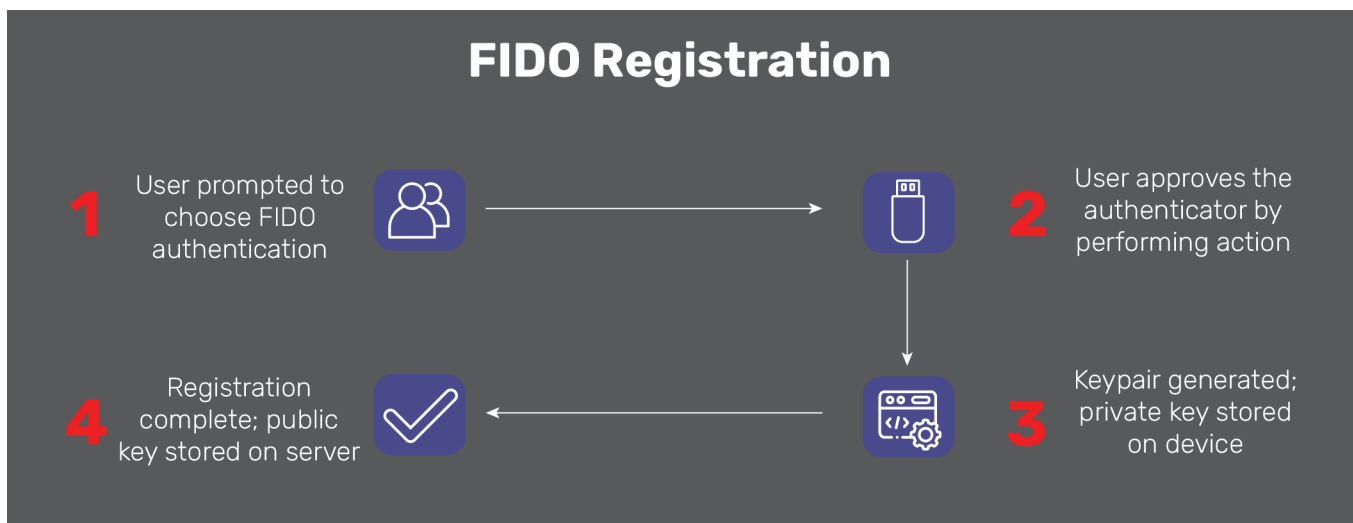 FIDO Registration
1
User prompted to
choose FIDO
authentication
2
User approves the
authenticator by
performing action
3
Keypair generated;
private key stored
on device
4
Registration
complete; public
key stored on server